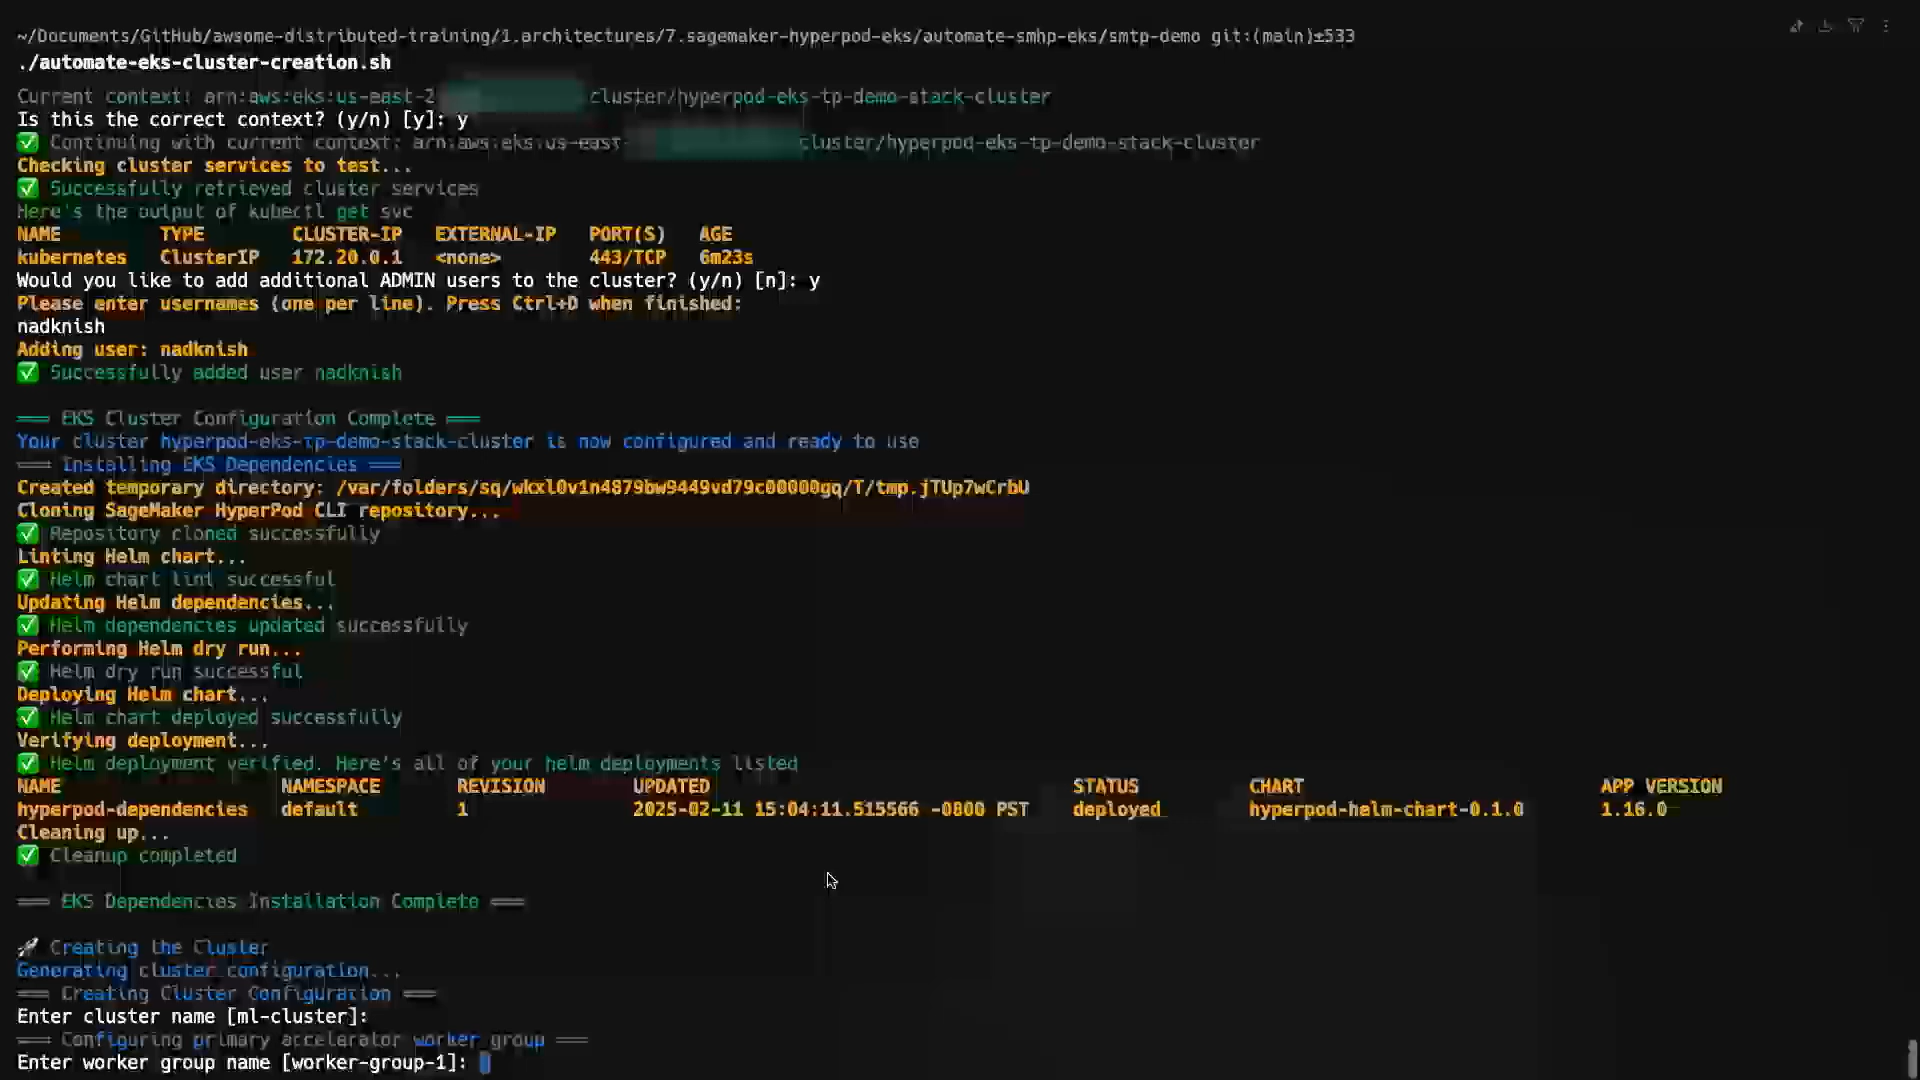 ~/Documents/GitHub/awsome-distributed-training/1.architectures/7.sagemaker-hyperpod-eks/automate-smhp-eks/smtp-demo git:(main)±533
./automate-eks-cluster-creation.sh
Current context: arn:aws:eks:us-east-2 cluster/hyperpod-eks-tp-demo-stack-cluster
Is this the correct context? (y/n) [y]: y
✅ Continuing with current context: arn:aws:eks:us-east- cluster/hyperpod-eks-tp-demo-stack-cluster
Checking cluster services to test...
✅ Successfully retrieved cluster services
Here's the output of kubectl get svc
NAME TYPE CLUSTER-IP EXTERNAL-IP PORT(S) AGE
kubernetes ClusterIP 172.20.0.1 <none> 443/TCP 6m23s
Would you like to add additional ADMIN users to the cluster? (y/n) [n]: y
Please enter usernames (one per line). Press Ctrl+D when finished:
nadknish
Adding user: nadknish
✅ Successfully added user nadknish
=== EKS Cluster Configuration Complete ===
Your cluster hyperpod-eks-tp-demo-stack-cluster is now configured and ready to use
=== Installing EKS Dependencies ===
Created temporary directory: /var/folders/sq/wkxl0v1n4879bw9449vd79c00000gq/T/tmp.jTUp7wCrbU
Cloning SageMaker HyperPod CLI repository...
✅ Repository cloned successfully
Linting Helm chart...
✅ Helm chart lint successful
Updating Helm dependencies...
✅ Helm dependencies updated successfully
Performing Helm dry run...
✅ Helm dry run successful
Deploying Helm chart...
✅ Helm chart deployed successfully
Verifying deployment...
✅ Helm deployment verified. Here's all of your helm deployments listed
NAME NAMESPACE REVISION UPDATED STATUS CHART APP VERSION
hyperpod-dependencies default 1 2025-02-11 15:04:11.515566 -0800 PST deployed hyperpod-helm-chart-0.1.0 1.16.0
Cleaning up...
✅ Cleanup completed
=== EKS Dependencies Installation Complete ===
🚀 Creating the Cluster
Generating cluster configuration...
=== Creating Cluster Configuration ===
Enter cluster name [ml-cluster]:
=== Configuring primary accelerator worker group ===
Enter worker group name [worker-group-1]: